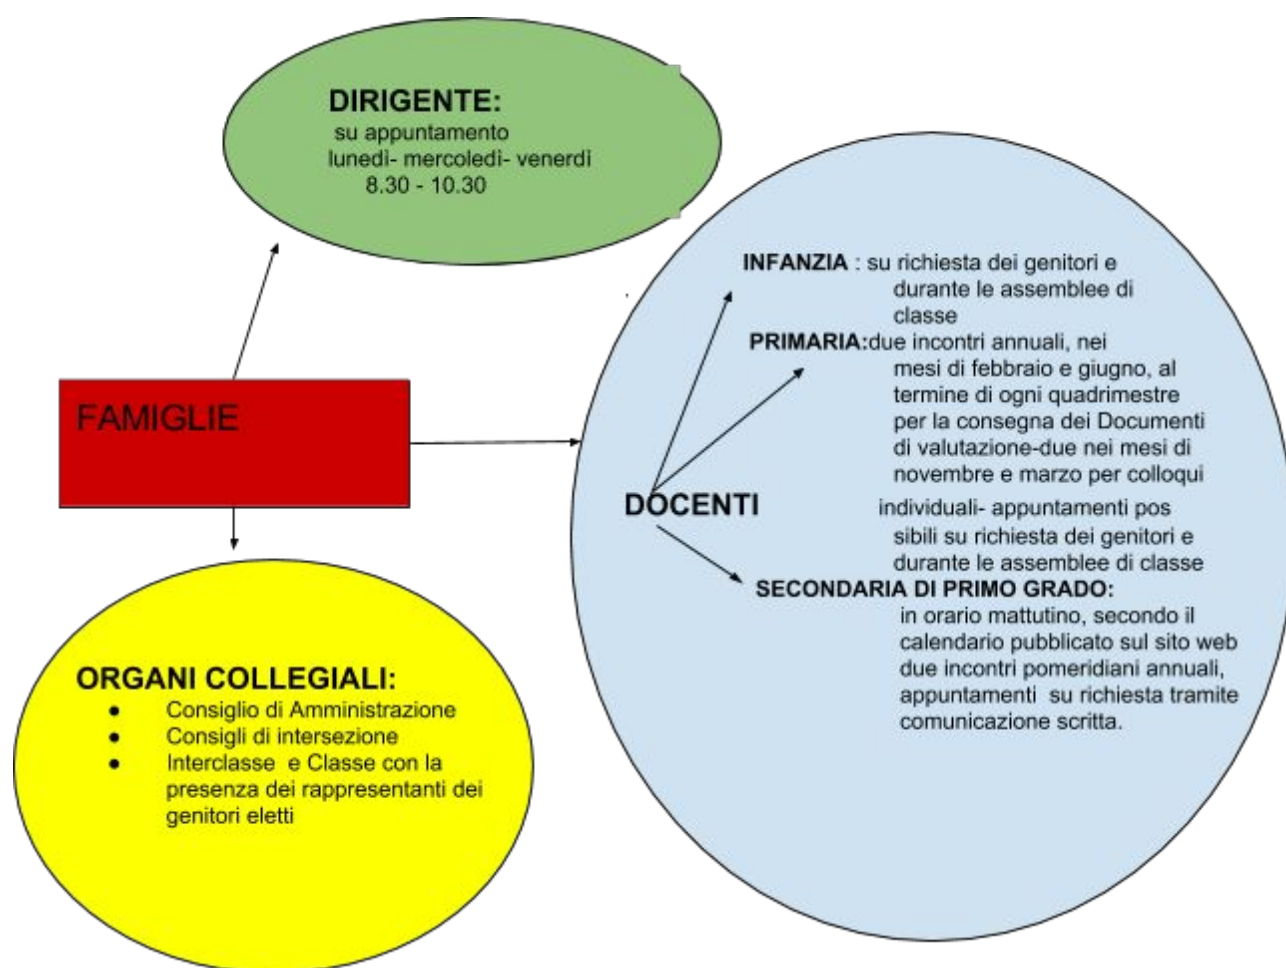 DIRIGENTE:
su appuntamento
lunedì- mercoledì- venerdì
8.30 - 10.30
FAMIGLIE
ORGANI COLLEGIALI:
● Consiglio di Amministrazione
● Consigli di intersezione
● Interclasse e Classe con la
presenza dei rappresentanti dei
genitori eletti
DOCENTI
INFANZIA : su richiesta dei genitori e
durante le assemblee di
classe
PRIMARIA:due incontri annuali, nei
mesi di febbraio e giugno, al
termine di ogni quadrimestre
per la consegna dei Documenti
di valutazione-due nei mesi di
novembre e marzo per colloqui
individuali- appuntamenti pos
sibili su richiesta dei genitori e
durante le assemblee di classe
SECONDARIA DI PRIMO GRADO:
in orario mattutino, secondo il
calendario pubblicato sul sito web
due incontri pomeridiani annuali,
appuntamenti su richiesta tramite
comunicazione scritta.